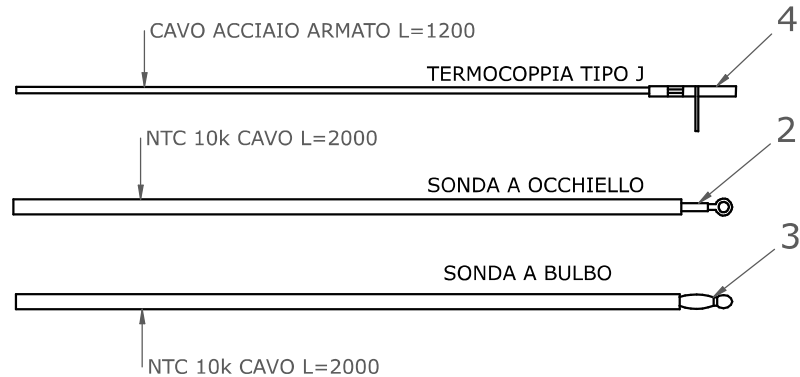 CAVO ACCIAIO ARMATO L=1200
4
TERMOCOPPIA TIPO J
NTC 10k CAVO L=2000
2
SONDA A OCCHIELLO
3
SONDA A BULBO
NTC 10k CAVO L=2000